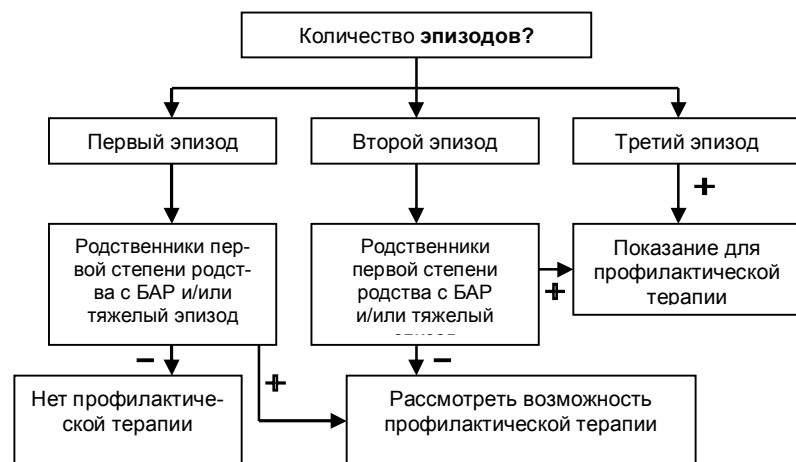 Количество эпизодов?
Первый эпизод
Второй эпизод
Третий эпизод
+
Родственники пер-
вой степени родст-
ва с БАР и/или
тяжелый эпизод
Родственники
первой степени
родства с БАР
и/или тяжелый
Показание для
профилактической
терапии
+
–
+
–
Нет профилактиче-
ской терапии
Рассмотреть возможность
профилактической терапии